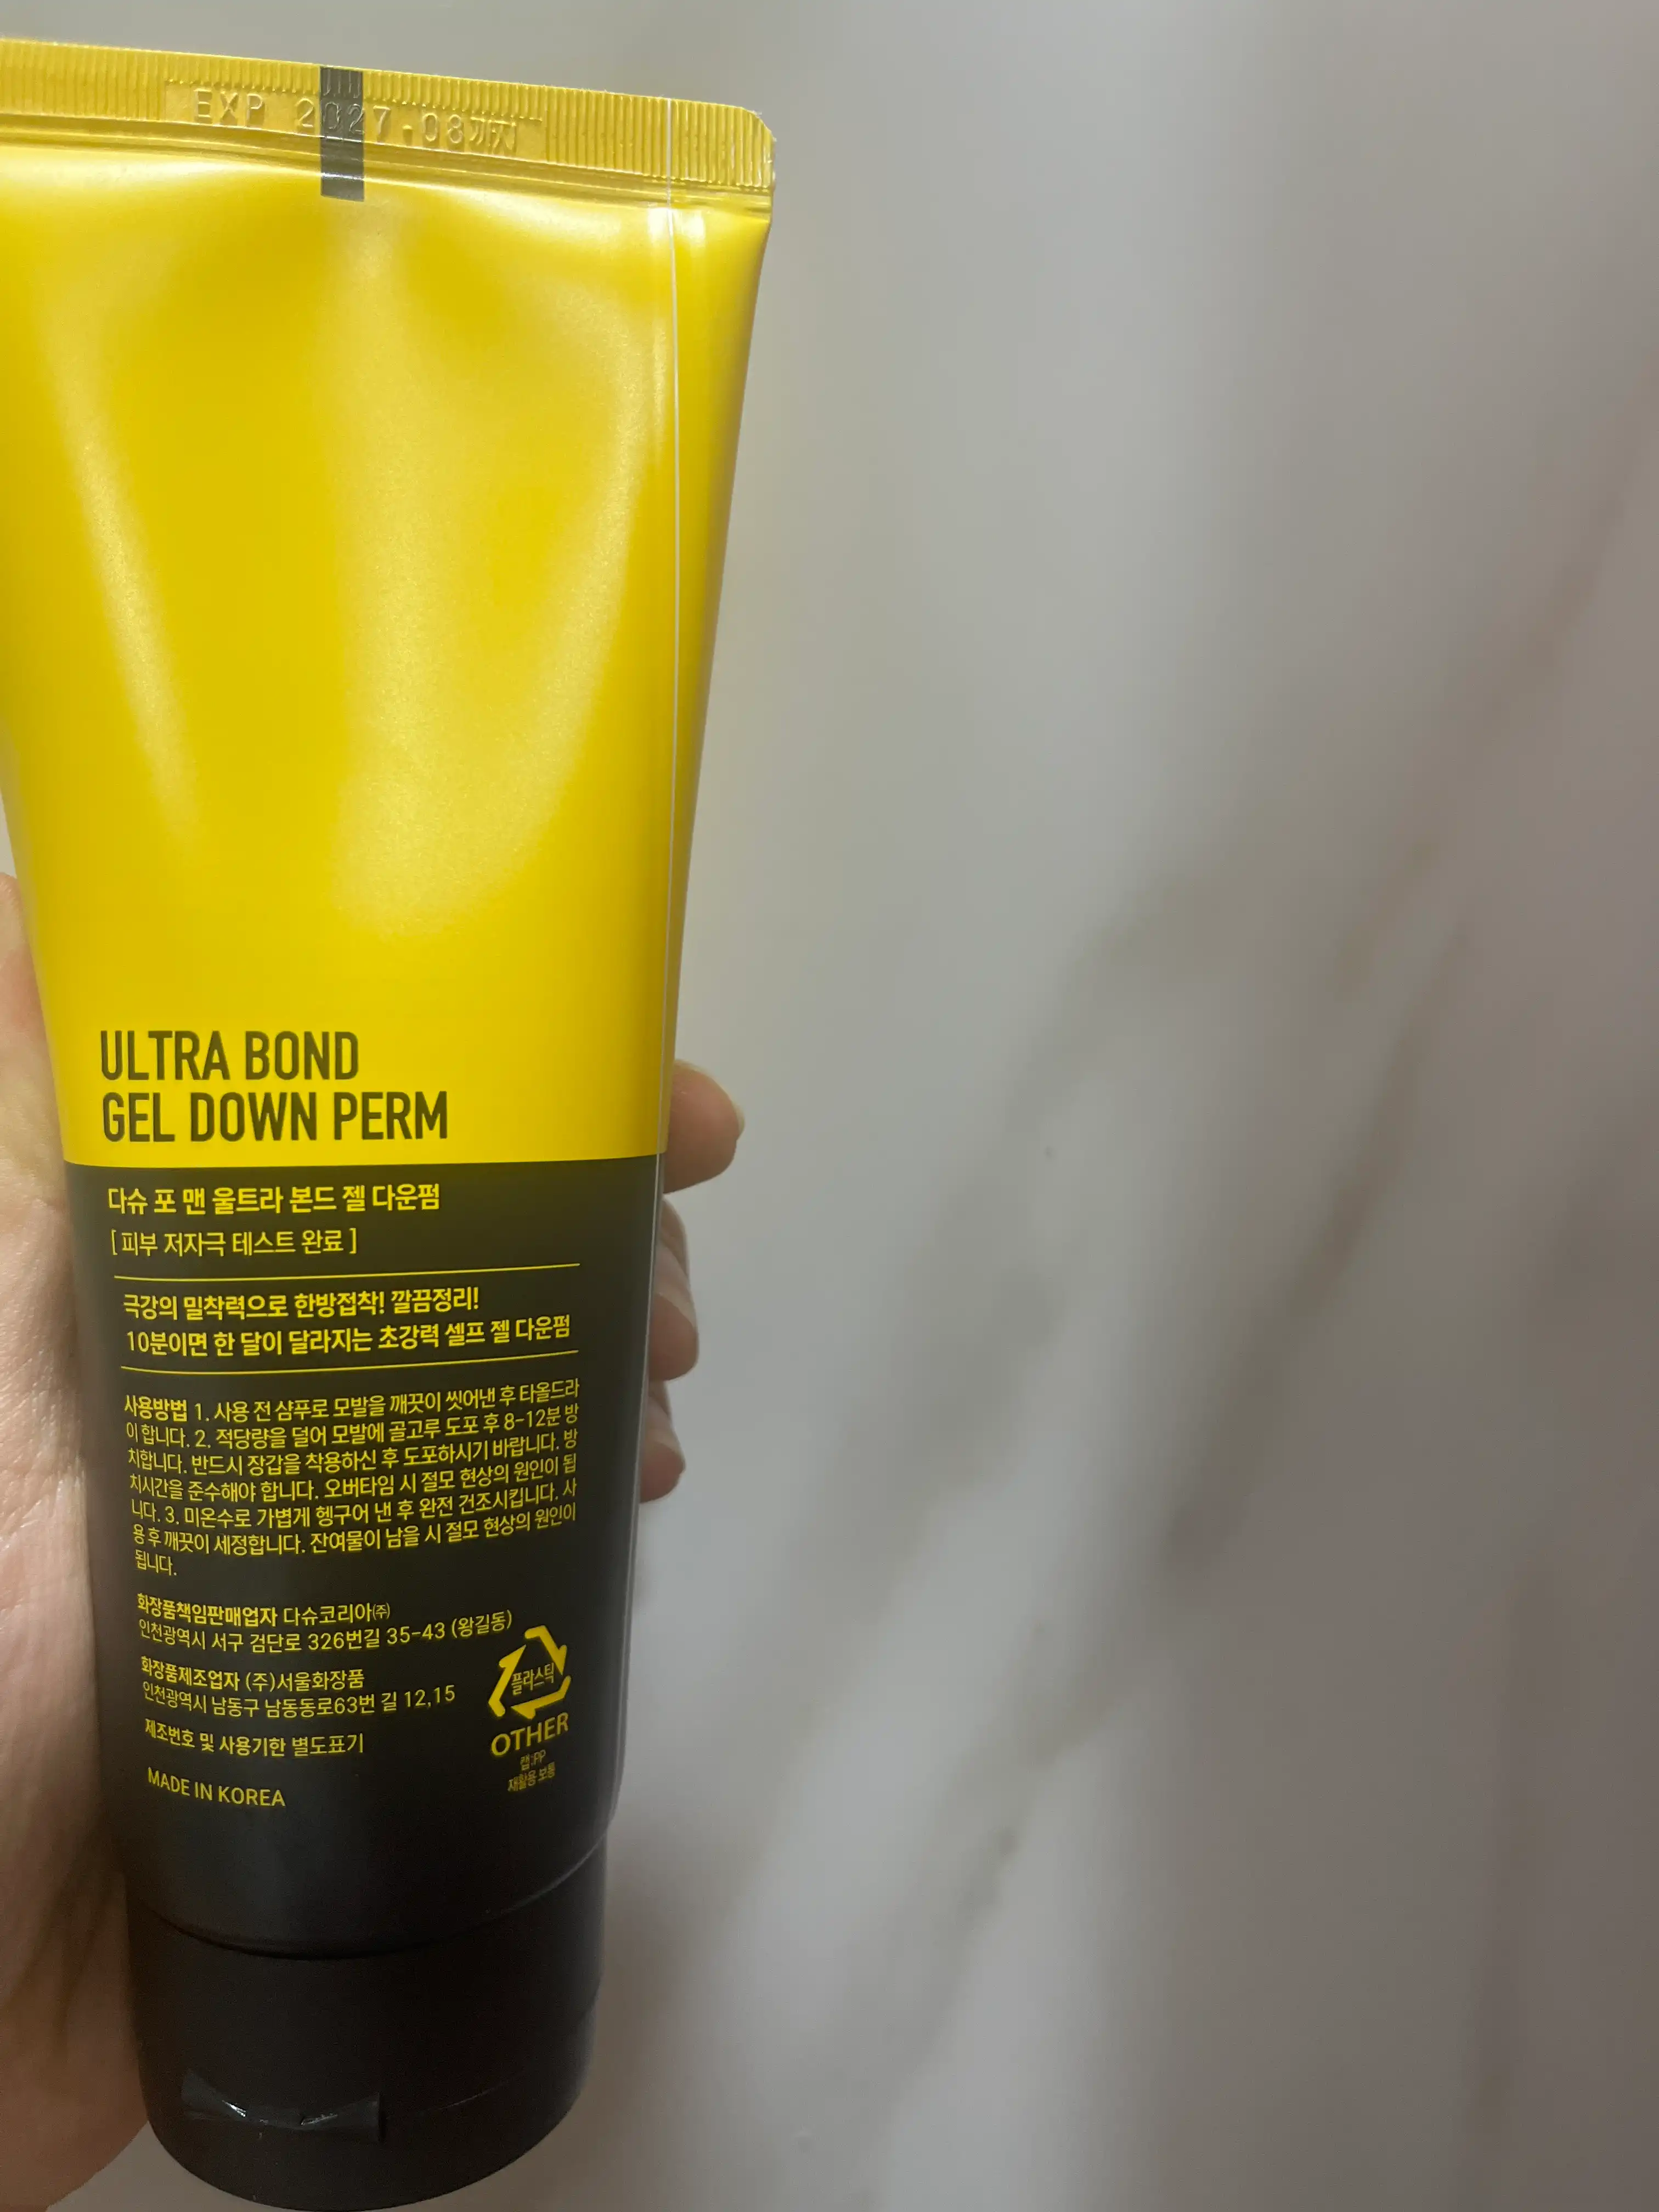 EXP 2027.08까지
ULTRA BOND
GEL DOWN PERM
다슈 포 맨 울트라 본드 젤 다운펌
[ 피부 저자극 테스트 완료 ]
극강의 밀착력으로 한방접착! 깔끔정리!
10분이면 한 달이 달라지는 초강력 셀프 젤 다운펌
사용방법 1. 사용 전 샴푸로 모발을 깨끗이 씻어낸 후 타올드라
이 합니다. 2. 적당량을 덜어 모발에 골고루 도포 후 8-12분 방
치합니다. 반드시 장갑을 착용하신 후 도포하시기 바랍니다. 방
치시간을 준수해야 합니다. 오버타임 시 절모 현상의 원인이 됩
니다. 3. 미온수로 가볍게 헹구어 낸 후 완전 건조시킵니다. 사
용 후 깨끗이 세정합니다. 잔여물이 남을 시 절모 현상의 원인이
됩니다.
화장품책임판매업자 다슈코리아㈜
인천광역시 서구 검단로 326번길 35-43 (왕길동)
화장품제조업자 (주)서울화장품
인천광역시 남동구 남동동로63번 길 12,15
제조번호 및 사용기한 별도표기
MADE IN KOREA
플라스틱
OTHER
캡:PP
재활용 보통